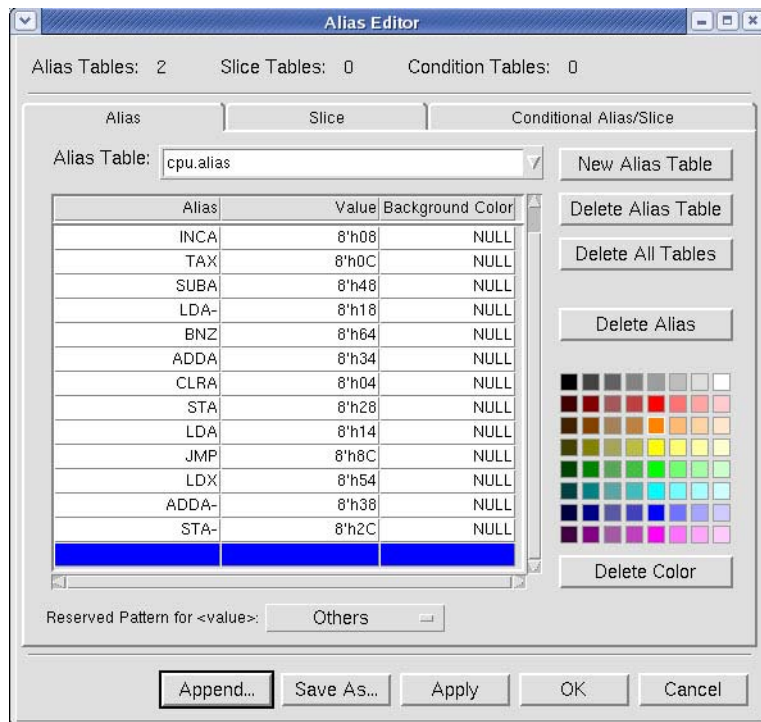 Alias Editor
Alias Tables: 2 Slice Tables: 0 Condition Tables: 0
Alias Slice Conditional Alias/Slice
Alias Table: cpu.alias New Alias Table
Alias Value Background Color Delete Alias Table
INCA 8'h08 NULL
Delete All Tables
TAX 8'h0C NULL
SUBA 8'h48 NULL
LDA- 8'h18 NULL
Delete Alias
BNZ 8'h64 NULL
ADDA 8'h34 NULL
CLRA 8'h04 NULL
STA 8'h28 NULL
LDA 8'h14 NULL
JMP 8'h8C NULL
LDX 8'h54 NULL
ADDA- 8'h38 NULL
STA- 8'h2C NULL
Delete Color
Reserved Pattern for <value>: Others
Append... Save As... Apply OK Cancel